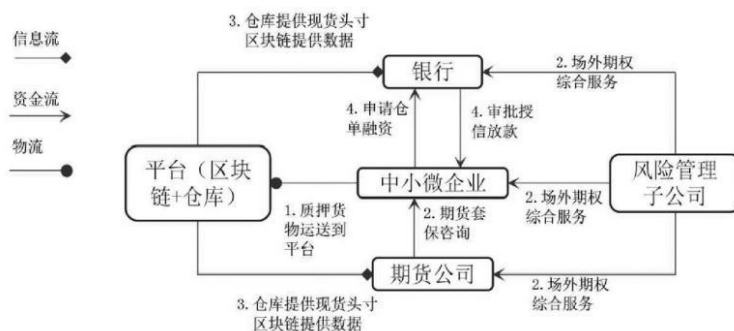 信息流
资金流
物流
3. 仓库提供现货头寸
区块链提供数据
银行
2. 场外期权
综合服务
4. 申请仓
单融资
4. 审批授
信放款
平台（区块
链+仓库）
中小微企业
风险管理
子公司
1. 质押货
物运送到
平台
2. 期货套
保咨询
2. 场外期权
综合服务
期货公司
3. 仓库提供现货头寸
区块链提供数据
2. 场外期权
综合服务